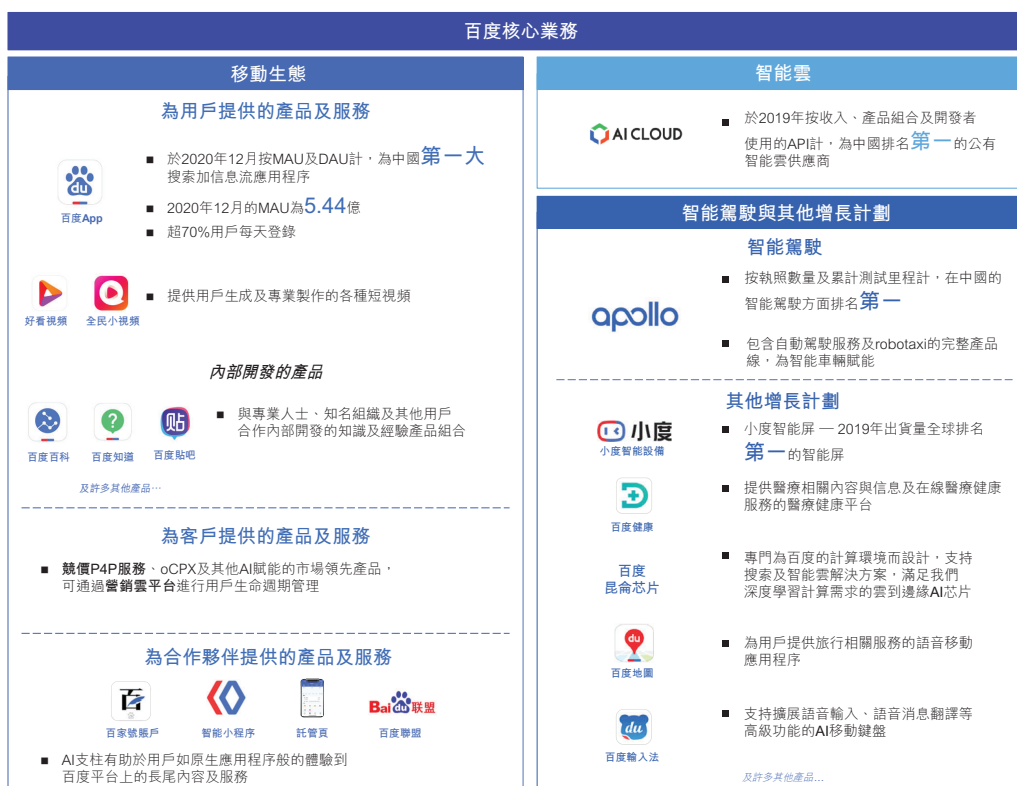 百度核心業務
移動生態
為用戶提供的產品及服務
du
百度App
■ 於2020年12月按MAU及DAU計,為中國第一大
搜索加信息流應用程序
■ 2020年12月的MAU為5.44億
■ 超70%用戶每天登錄
好看視頻
全民小視頻
■ 提供用戶生成及專業製作的各種短視頻
內部開發的產品
百度百科
?
百度知道
貼
百度貼吧
■ 與專業人士、知名組織及其他用戶
合作內部開發的知識及經驗產品組合
及許多其他產品…
為客戶提供的產品及服務
■ 競價P4P服務、oCPX及其他AI賦能的市場領先產品,
可通過營銷雲平台進行用戶生命週期管理
為合作夥伴提供的產品及服務
百家號賬戶
智能小程序
託管頁
Bai du 联盟
百度聯盟
■ AI支柱有助於用戶如原生應用程序般的體驗到
百度平台上的長尾內容及服務
智能雲
AI CLOUD
■ 於2019年按收入、產品組合及開發者
使用的API計,為中國排名第一的公有
智能雲供應商
智能駕駛與其他增長計劃
智能駕駛
apollo
■ 按執照數量及累計測試里程計,在中國的
智能駕駛方面排名第一
■ 包含自動駕駛服務及robotaxi的完整產品
線,為智能車輛賦能
其他增長計劃
小度
小度智能設備
■ 小度智能屏 — 2019年出貨量全球排名
第一的智能屏
百度健康
■ 提供醫療相關內容與信息及在線醫療健康
服務的醫療健康平台
百度
昆侖芯片
■ 專門為百度的計算環境而設計,支持
搜索及智能雲解決方案,滿足我們
深度學習計算需求的雲到邊緣AI芯片
du
百度地圖
■ 為用戶提供旅行相關服務的語音移動
應用程序
du
百度輸入法
■ 支持擴展語音輸入、語音消息翻譯等
高級功能的AI移動鍵盤
及許多其他產品...